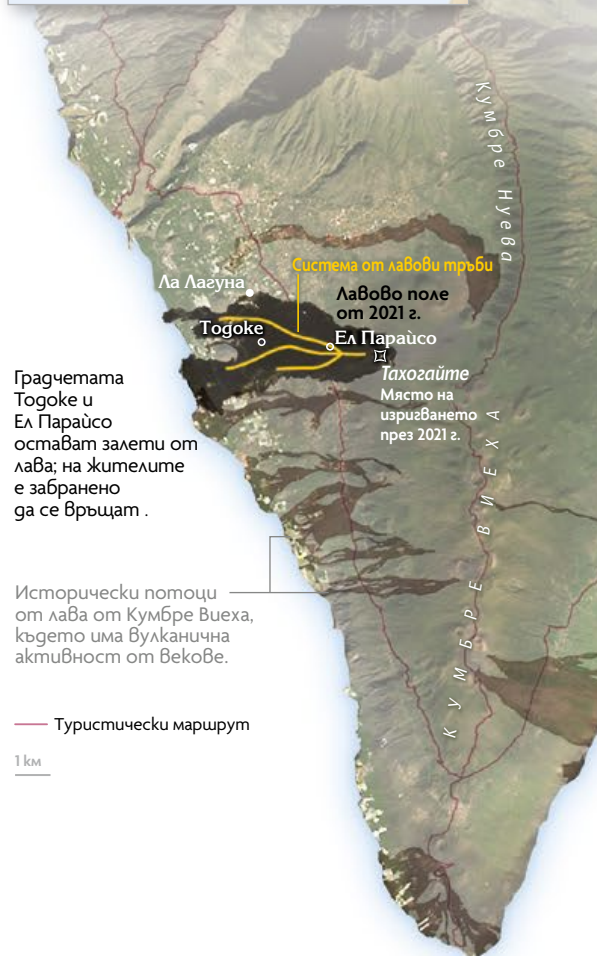 Кумбре Нуева
Система от лавови тръби
Ла Лагуна
Лавово поле
от 2021 г.
Тодоке
Ел Парайсо
Тахогайте
Място на
изригването
през 2021 г.
Градчетата
Тодоке и
Ел Параѝсо
остават залети от
лава; на жителите
е забранено
да се връщат .
КУМБРЕ ВИЕХА
Исторически потоци
от лава от Кумбре Виеха,
където има вулканична
активност от векове.
Туристически маршрут
1 км